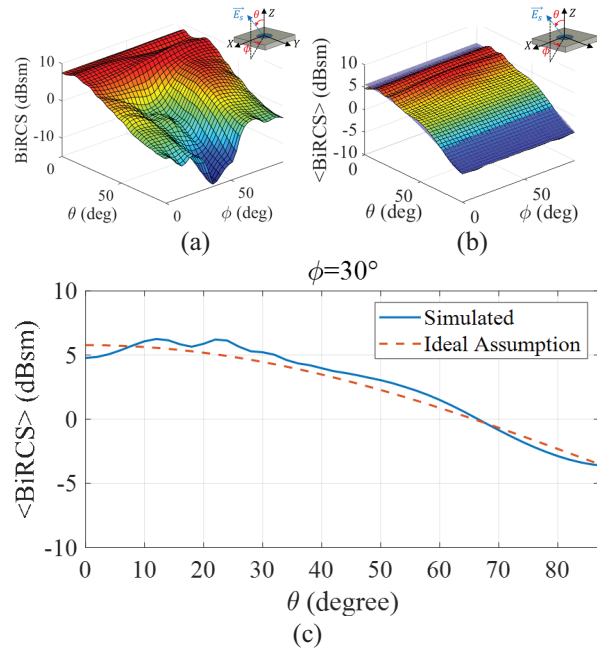 E_s θ Z
X ϕ Y
10
0
-10
BiRCS (dBsm)
0
50
θ (deg)
0
50
ϕ (deg)
(a)
E_s θ Z
X ϕ Y
10
5
0
-5
-10
<BiRCS> (dBsm)
0
50
θ (deg)
0
50
ϕ (deg)
(b)
ϕ=30°
10
5
0
-5
-10
<BiRCS> (dBsm)
Simulated
Ideal Assumption
0 10 20 30 40 50 60 70 80
θ (degree)
(c)